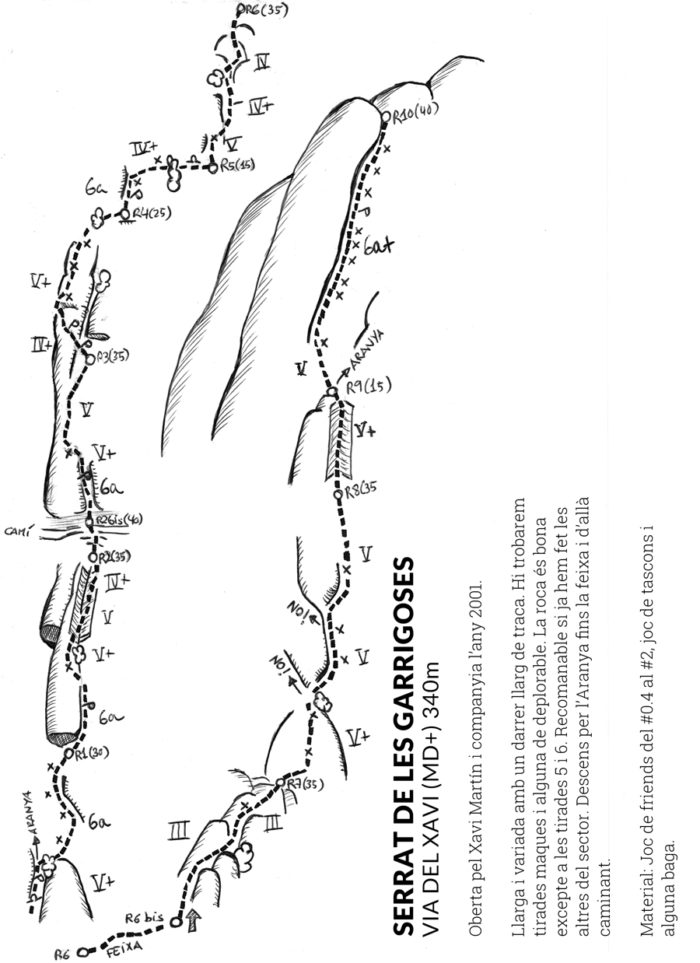 R6(35)
IV
IV+
V
R5(15)
IV+
6a
R4(25)
V+
IV+
R3(35)
V
V+
6a
R2bis(40)
CAMÍ
R2(35)
IV+
V
V+
6a
R1(30)
6a
ARANYA
V+
R10(40)
6a+
ARANYA
V
R9(15)
V+
R8(35
V
¡NO!
V
¡NO!
V+
R7(35)
III
III
R6 bis
FEIXA
R6
SERRAT DE LES GARRIGOSES
VIA DEL XAVI (MD+) 340m
Oberta pel Xavi Martín i companyia l'any 2001.
Llarga i variada amb un darrer llarg de traca. Hi trobarem
tirades maques i alguna de deplorable. La roca és bona
excepte a les tirades 5 i 6. Recomanable si ja hem fet les
altres del sector. Descens per l'Aranya fins la feixa i d'allà
caminant.
Material: Joc de friends del #0.4 al #2, joc de tascons i
alguna baga.